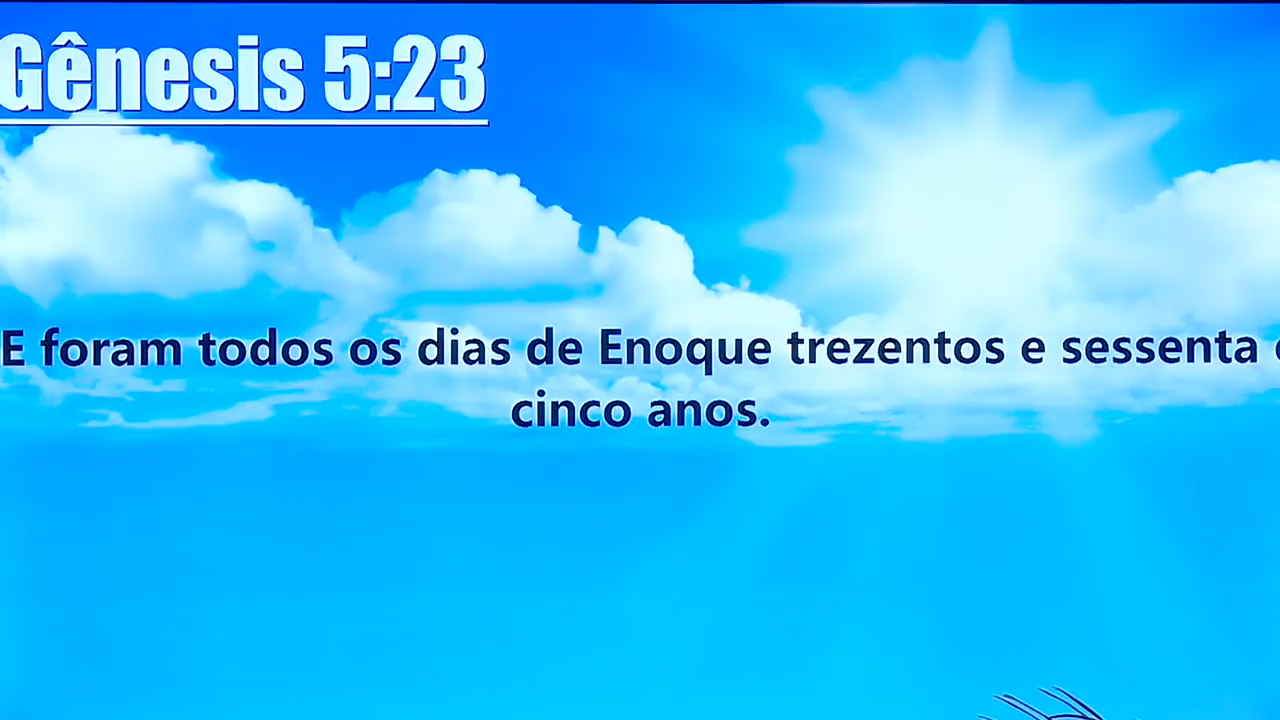 Gênesis 5:23
E foram todos os dias de Enoque trezentos e sessenta e
cinco anos.